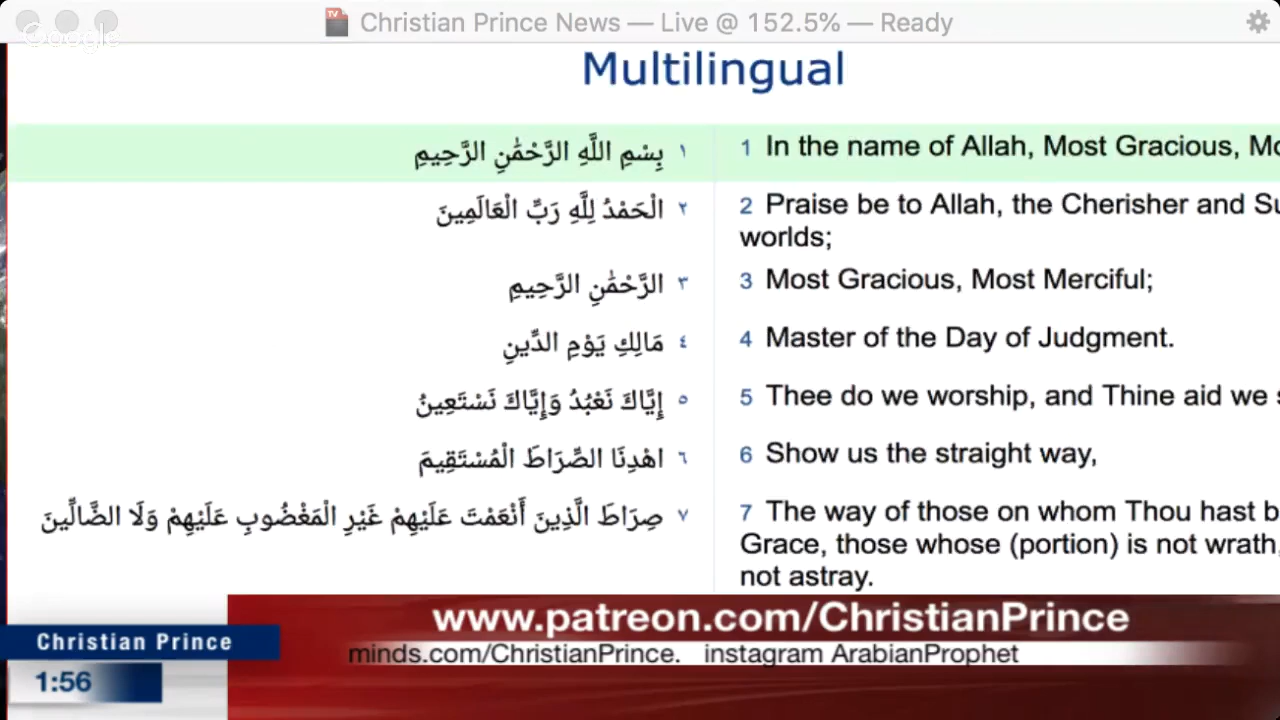 Christian Prince News — Live @ 152.5% — Ready
Google
Multilingual
١ بِسْمِ اللَّهِ الرَّحْمَٰنِ الرَّحِيمِ
1 In the name of Allah, Most Gracious,
٢ الْحَمْدُ لِلَّهِ رَبِّ الْعَالَمِينَ
2 Praise be to Allah, the Cherisher and
worlds;
٣ الرَّحْمَٰنِ الرَّحِيمِ
3 Most Gracious, Most Merciful;
٤ مَالِكِ يَوْمِ الدِّينِ
4 Master of the Day of Judgment.
٥ إِيَّاكَ نَعْبُدُ وَإِيَّاكَ نَسْتَعِينُ
5 Thee do we worship, and Thine aid we
٦ اهْدِنَا الصِّرَاطَ الْمُسْتَقِيمَ
6 Show us the straight way,
٧ صِرَاطَ الَّذِينَ أَنْعَمْتَ عَلَيْهِمْ غَيْرِ الْمَغْضُوبِ عَلَيْهِمْ وَلَا الضَّالِّينَ
7 The way of those on whom Thou hast
Grace, those whose (portion) is not wrath,
not astray.
www.patreon.com/ChristianPrince
Christian Prince
minds.com/ChristianPrince. instagram ArabianProphet
1:56